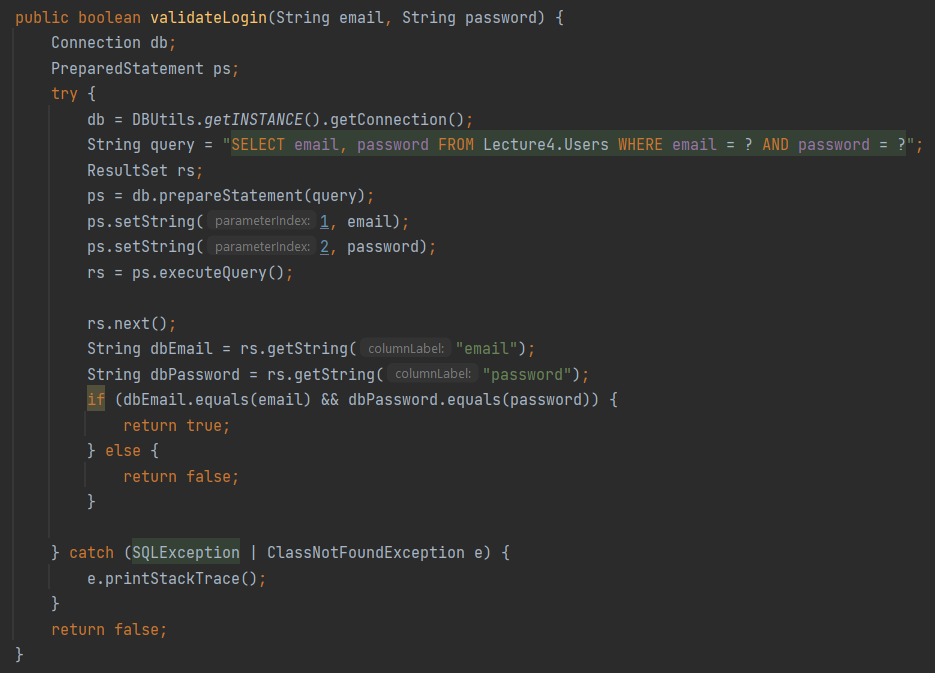 public boolean validateLogin(String email, String password) {
Connection db;
PreparedStatement ps;
try {
db = DBUtils.getINSTANCE().getConnection();
String query = "SELECT email, password FROM Lecture4.Users WHERE email = ? AND password = ?";
ResultSet rs;
ps = db.prepareStatement(query);
ps.setString( parameterIndex: 1, email);
ps.setString( parameterIndex: 2, password);
rs = ps.executeQuery();
rs.next();
String dbEmail = rs.getString( columnLabel: "email");
String dbPassword = rs.getString( columnLabel: "password");
if (dbEmail.equals(email) && dbPassword.equals(password)) {
return true;
} else {
return false;
}
} catch (SQLException | ClassNotFoundException e) {
e.printStackTrace();
}
return false;
}